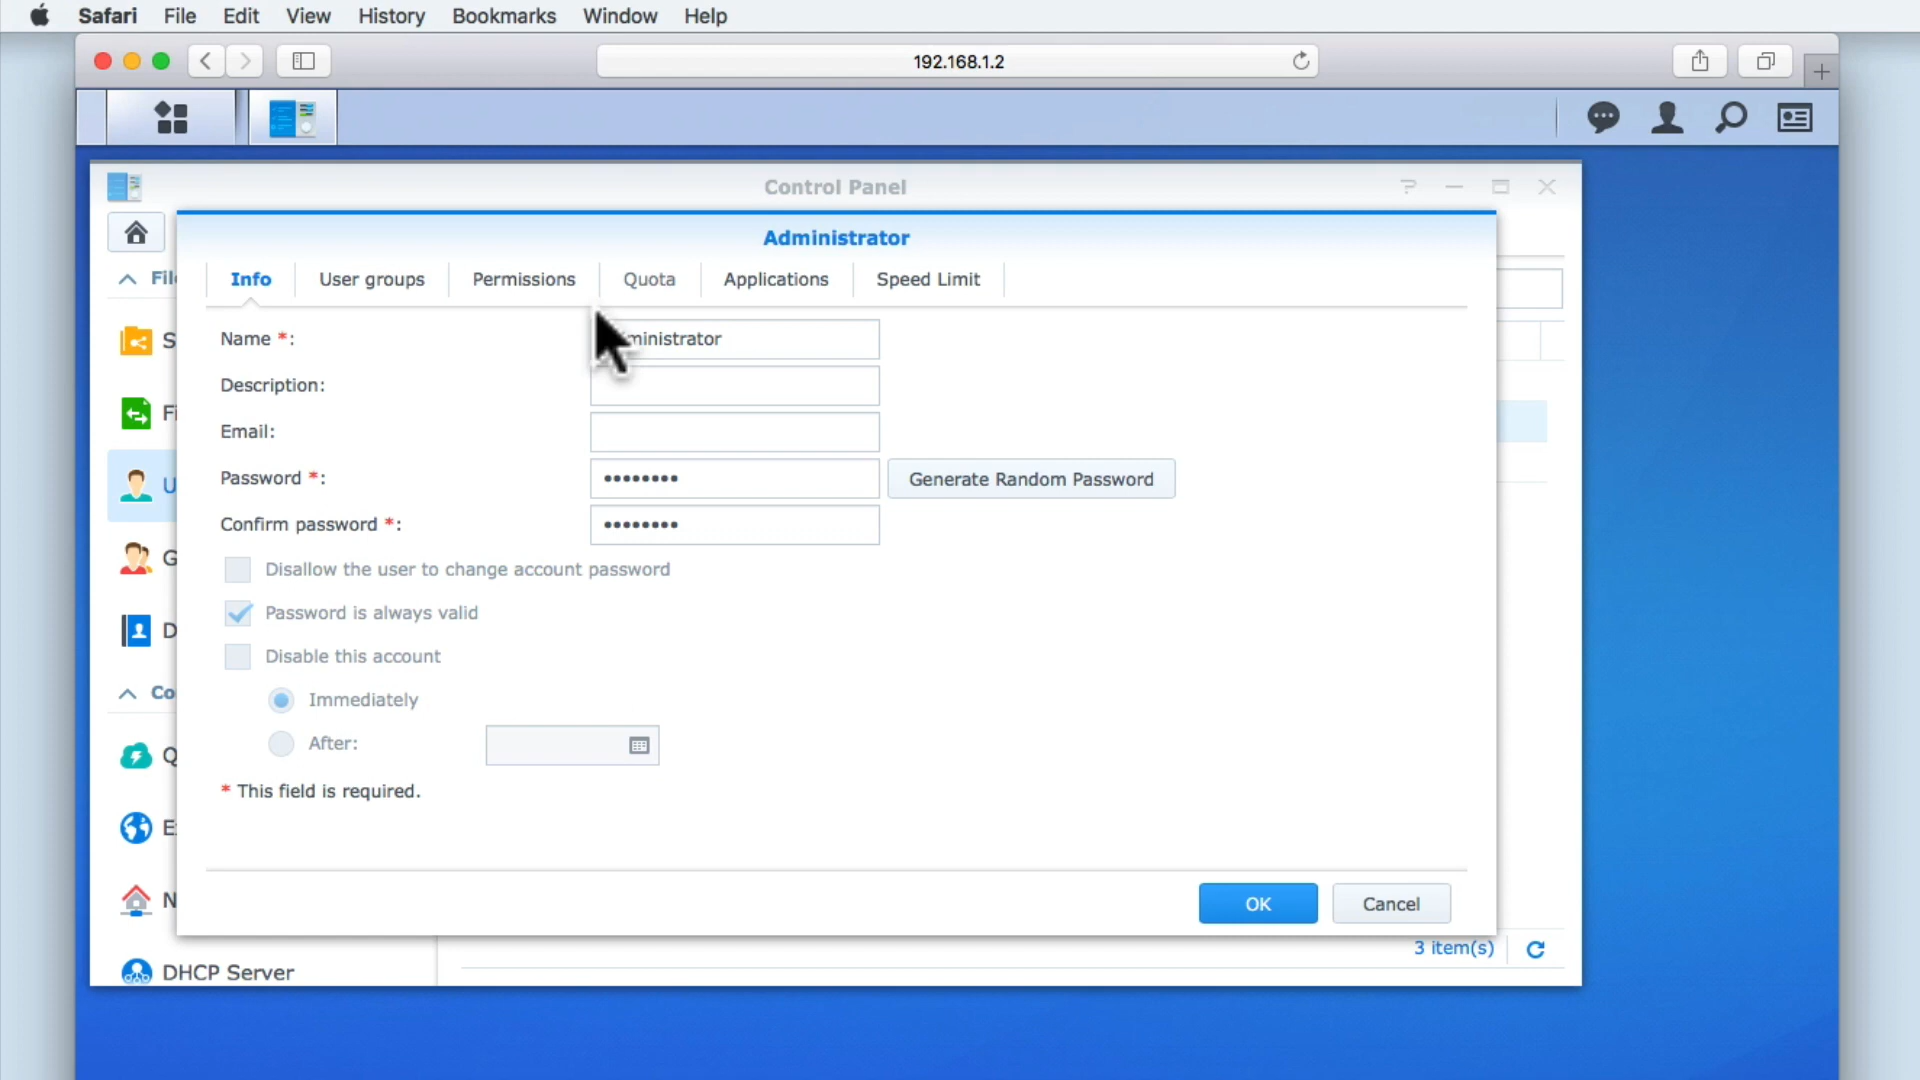 Safari File Edit View History Bookmarks Window Help
192.168.1.2
Control Panel
Administrator
Info User groups Permissions Quota Applications Speed Limit
Name *: ministrator
Description:
Email:
Password *: •••••••• Generate Random Password
Confirm password *: ••••••••
Disallow the user to change account password
Password is always valid
Disable this account
Immediately
After:
* This field is required.
OK Cancel
3 item(s)
DHCP Server